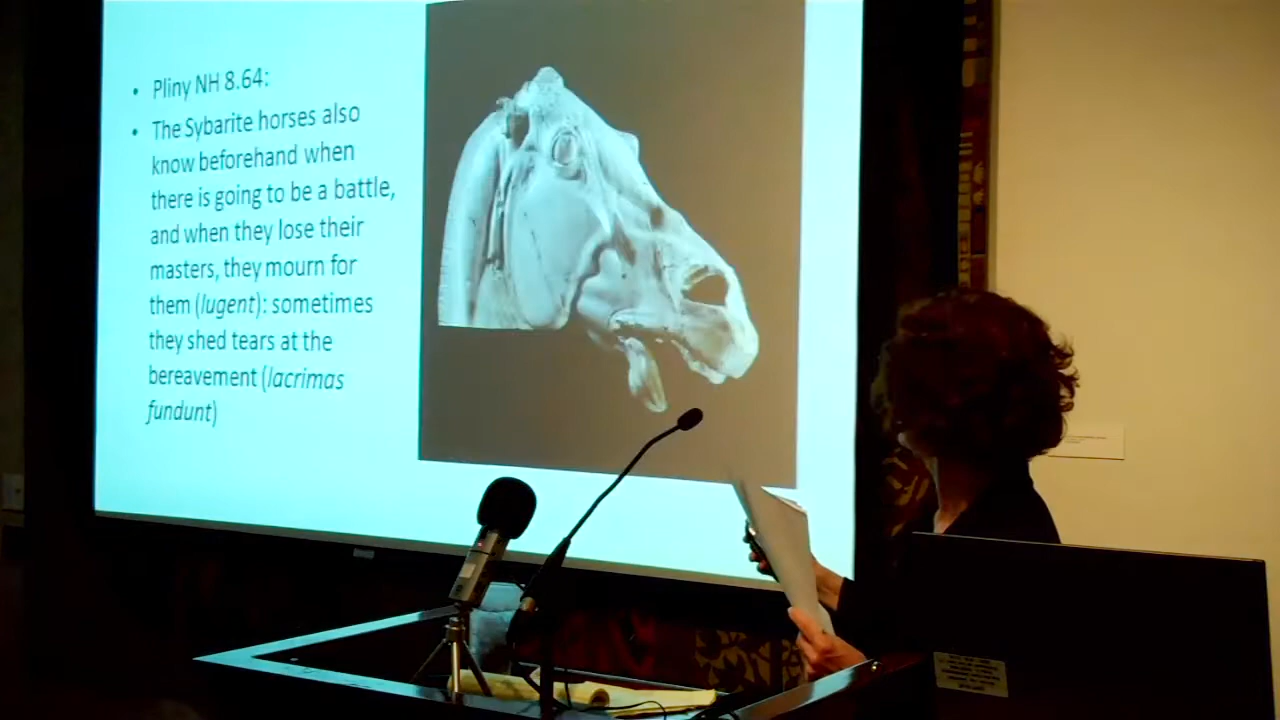 • Pliny NH 8.64:
• The Sybarite horses also
know beforehand when
there is going to be a battle,
and when they lose their
masters, they mourn for
them (lugent): sometimes
they shed tears at the
bereavement (lacrimas
fundunt)